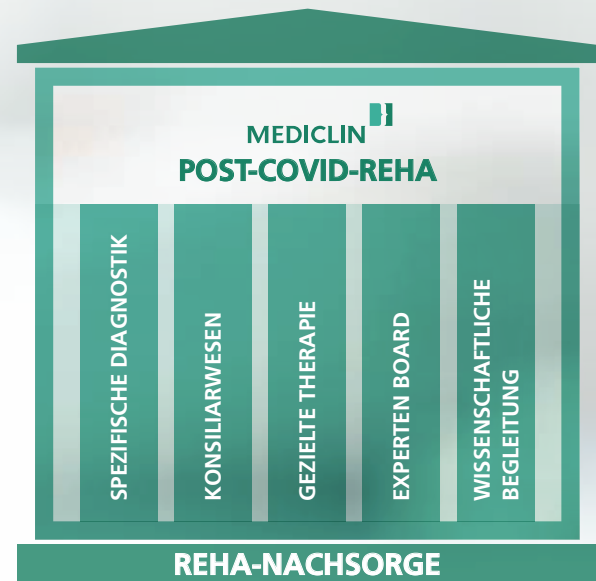 MEDICLIN
POST-COVID-REHA
SPEZIFISCHE DIAGNOSTIK
KONSILIARWESEN
GEZIELTE THERAPIE
EXPERTEN BOARD
WISSENSCHAFTLICHE
BEGLEITUNG
REHA-NACHSORGE